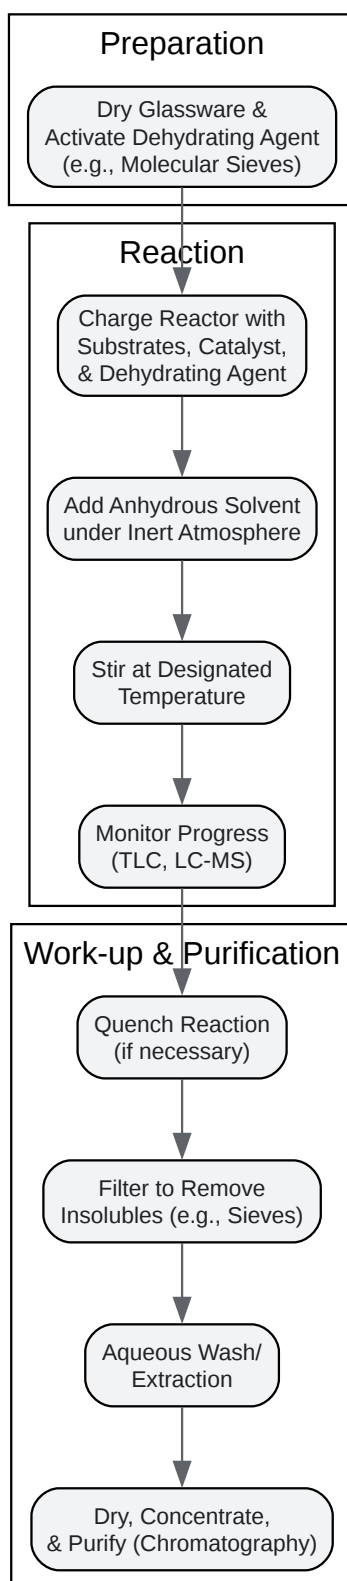 Preparation
Dry Glassware &
Activate Dehydrating Agent
(e.g., Molecular Sieves)
Reaction
Charge Reactor with
Substrates, Catalyst,
& Dehydrating Agent
Add Anhydrous Solvent
under Inert Atmosphere
Stir at Designated
Temperature
Monitor Progress
(TLC, LC-MS)
Work-up & Purification
Quench Reaction
(if necessary)
Filter to Remove
Insolubles (e.g., Sieves)
Aqueous Wash/
Extraction
Dry, Concentrate,
& Purify (Chromatography)